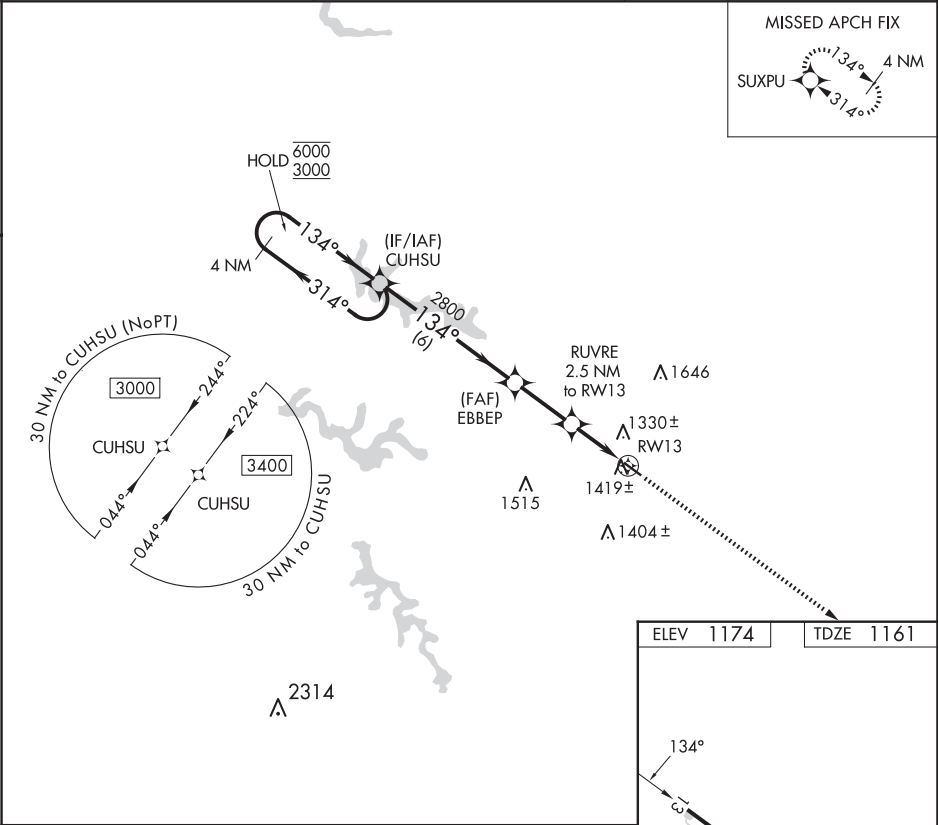 MISSED APCH FIX
134°
4 NM
SUXPU
314°
HOLD 6000
3000
134°
(IF/IAF)
CUHSU
4 NM
314°
2800
134°
(6)
30 NM to CUHSU (NoPT)
3000
244°
CUHSU
044°
224°
3400
CUHSU
044°
30 NM to CUHSU
RUVRE
2.5 NM
to RW13
1646
(FAF)
EBBEP
1330±
RW13
1419±
1515
1404±
2314
ELEV 1174
TDZE 1161
134°
13